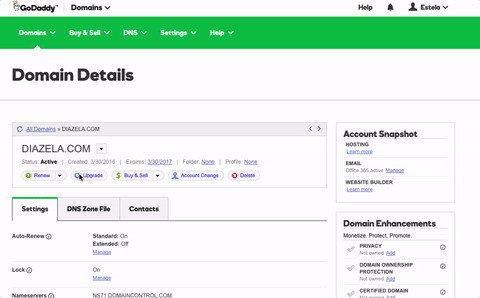 GoDaddy™ Domains Help Estela
Domains Buy & Sell DNS Settings Help
Domain Details
All Domains » DIAZELA.COM
DIAZELA.COM
Status: Active | Created: 3/30/2016 | Expires: 3/30/2017 | Folder: None | Profile: None
Renew Upgrade Buy & Sell Account Change Delete
Settings DNS Zone File Contacts
Auto-Renew Standard: On
Extended: Off
Manage
Lock On
Manage
Nameservers NS71.DOMAINCONTROL.COM
Account Snapshot
HOSTING
Learn more
EMAIL
Office 365 active Manage
WEBSITE BUILDER
Learn more
Domain Enhancements
Monetize. Protect. Promote.
PRIVACY
Not owned Add
DOMAIN OWNERSHIP
PROTECTION
Not owned Add
CERTIFIED DOMAIN
Not owned Add